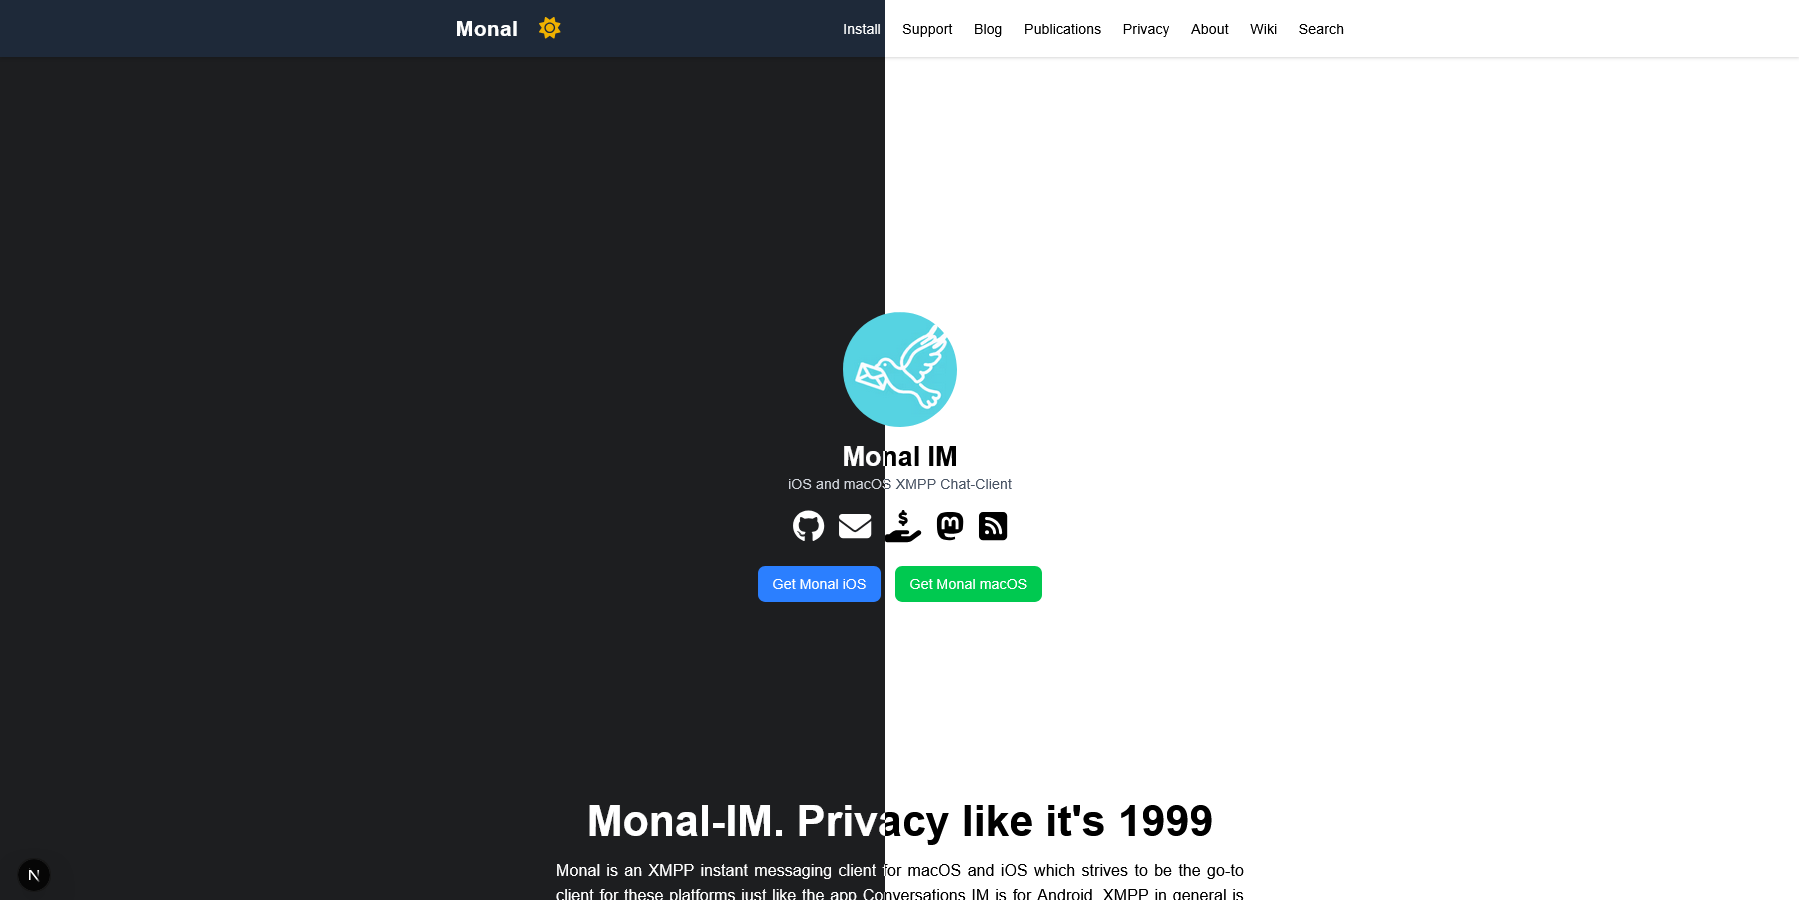 Monal Install Support Blog Publications Privacy About Wiki Search
Monal IM
iOS and macOS XMPP Chat-Client
Get Monal iOS Get Monal macOS
Monal-IM. Privacy like it's 1999
Monal is an XMPP instant messaging client for macOS and iOS which strives to be the go-to
client for these platforms just like the app Conversations IM is for Android. XMPP in general is
N